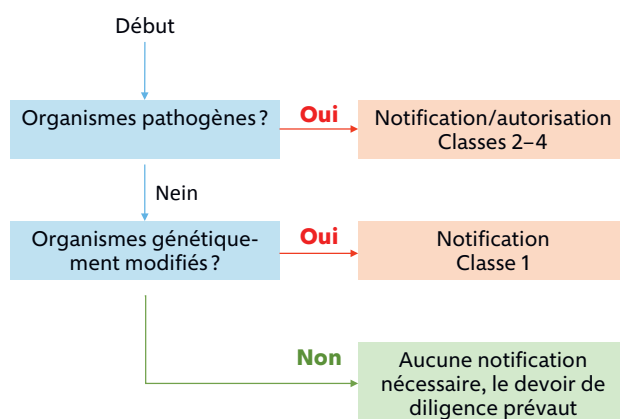 Début
Organismes pathogènes ?
Oui
Notification/autorisation
Classes 2–4
Nein
Organismes génétique-
ment modifiés ?
Oui
Notification
Classe 1
Non
Aucune notification
nécessaire, le devoir de
diligence prévaut